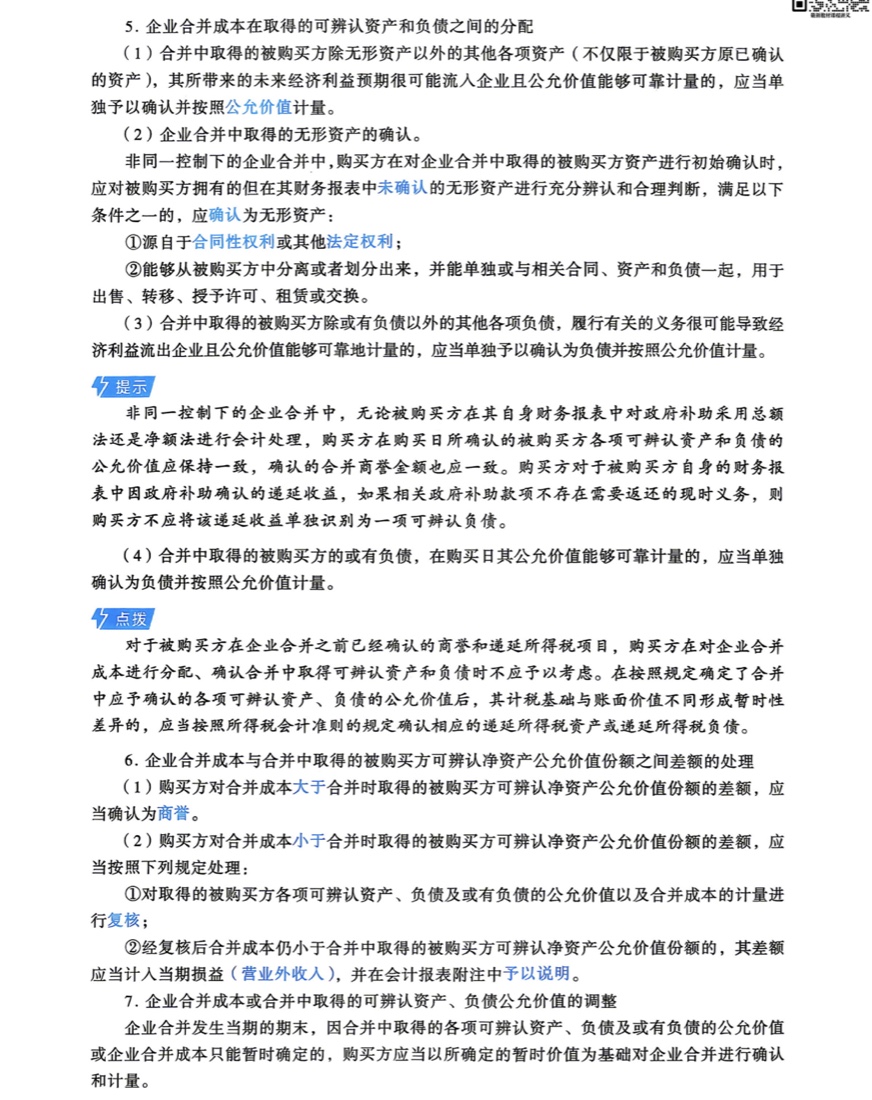 5. 企业合并成本在取得的可辨认资产和负债之间的分配
（1）合并中取得的被购买方除无形资产以外的其他各项资产（不仅限于被购买方原已确认
的资产），其所带来的未来经济利益预期很可能流入企业且公允价值能够可靠计量的，应当单
独予以确认并按照公允价值计量。
（2）企业合并中取得的无形资产的确认。
非同一控制下的企业合并中，购买方在对企业合并中取得的被购买方资产进行初始确认时，
应对被购买方拥有的但在其财务报表中未确认的无形资产进行充分辨认和合理判断，满足以下
条件之一的，应确认为无形资产：
①源自于合同性权利或其他法定权利；
②能够从被购买方中分离或者划分出来，并能单独或与相关合同、资产和负债一起，用于
出售、转移、授予许可、租赁或交换。
（3）合并中取得的被购买方除或有负债以外的其他各项负债，履行有关的义务很可能导致经
济利益流出企业且公允价值能够可靠地计量的，应当单独予以确认为负债并按照公允价值计量。
提示
非同一控制下的企业合并中，无论被购买方在其自身财务报表中对政府补助采用总额
法还是净额法进行会计处理，购买方在购买日所确认的被购买方各项可辨认资产和负债的
公允价值应保持一致，确认的合并商誉金额也应一致。购买方对于被购买方自身的财务报
表中因政府补助确认的递延收益，如果相关政府补助款项不存在需要返还的现时义务，则
购买方不应将该递延收益单独识别为一项可辨认负债。
（4）合并中取得的被购买方的或有负债，在购买日其公允价值能够可靠计量的，应当单独
确认为负债并按照公允价值计量。
点拨
对于被购买方在企业合并之前已经确认的商誉和递延所得税项目，购买方在对企业合并
成本进行分配、确认合并中取得可辨认资产和负债时不应予以考虑。在按照规定确定了合并
中应予确认的各项可辨认资产、负债的公允价值后，其计税基础与账面价值不同形成暂时性
差异的，应当按照所得税会计准则的规定确认相应的递延所得税资产或递延所得税负债。
6. 企业合并成本与合并中取得的被购买方可辨认净资产公允价值份额之间差额的处理
（1）购买方对合并成本大于合并时取得的被购买方可辨认净资产公允价值份额的差额，应
当确认为商誉。
（2）购买方对合并成本小于合并时取得的被购买方可辨认净资产公允价值份额的差额，应
当按照下列规定处理：
①对取得的被购买方各项可辨认资产、负债及或有负债的公允价值以及合并成本的计量进
行复核；
②经复核后合并成本仍小于合并中取得的被购买方可辨认净资产公允价值份额的，其差额
应当计入当期损益（营业外收入），并在会计报表附注中予以说明。
7. 企业合并成本或合并中取得的可辨认资产、负债公允价值的调整
企业合并发生当期的期末，因合并中取得的各项可辨认资产、负债及或有负债的公允价值
或企业合并成本只能暂时确定的，购买方应当以所确定的暂时价值为基础对企业合并进行确认
和计量。